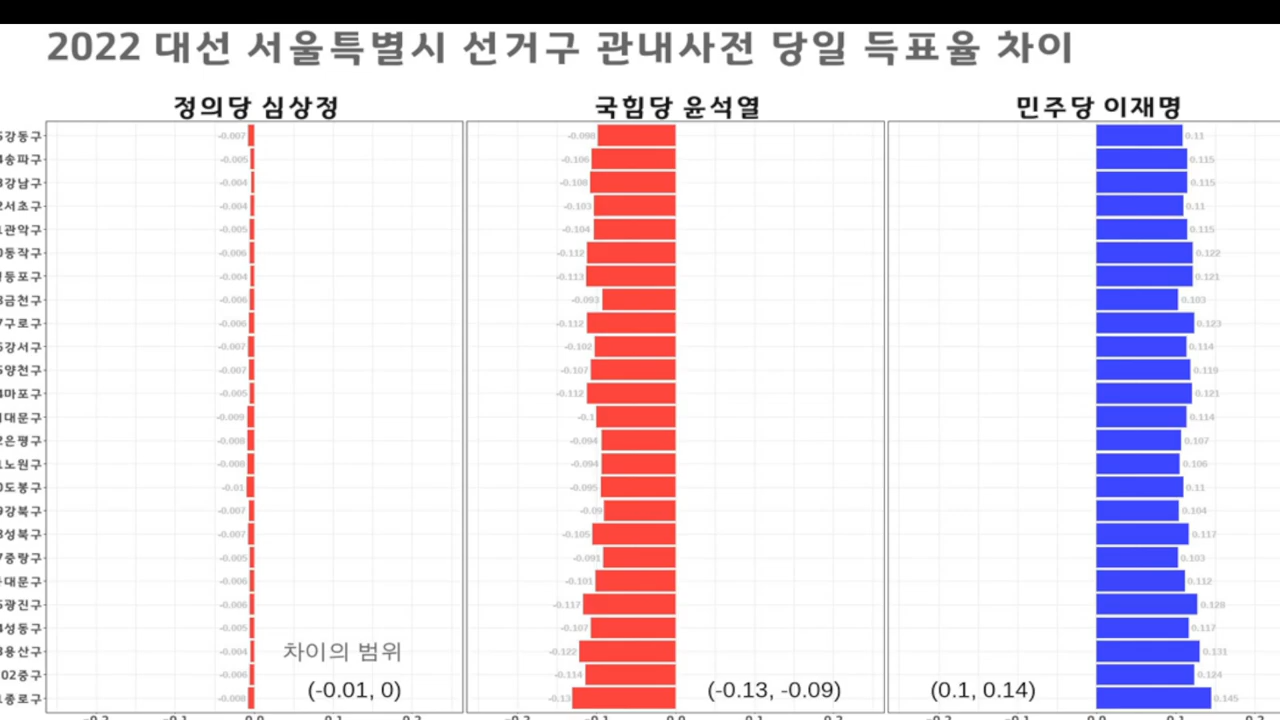 2022 대선 서울특별시 선거구 관내사전 당일 득표율 차이
정의당 심상정 국힘당 윤석열 민주당 이재명
강동구 -0.007 -0.098 0.11
송파구 -0.005 -0.106 0.115
강남구 -0.004 -0.108 0.115
서초구 -0.004 -0.103 0.11
관악구 -0.005 -0.104 0.115
동작구 -0.006 -0.112 0.122
등포구 -0.004 -0.113 0.121
금천구 -0.006 -0.093 0.103
구로구 -0.006 -0.112 0.123
강서구 -0.007 -0.102 0.114
양천구 -0.007 -0.107 0.119
마포구 -0.005 -0.112 0.121
대문구 -0.009 -0.1 0.114
은평구 -0.008 -0.094 0.107
노원구 -0.008 -0.094 0.106
도봉구 -0.01 -0.095 0.11
강북구 -0.007 -0.09 0.104
성북구 -0.007 -0.105 0.117
중랑구 -0.005 -0.091 0.103
대문구 -0.006 -0.101 0.112
광진구 -0.006 -0.117 0.128
성동구 -0.005 -0.107 0.117
용산구 -0.004 차이의 범위 -0.122 0.131
02중구 -0.006 -0.114 0.124
종로구 -0.008 (-0.01, 0) -0.13 (-0.13, -0.09) (0.1, 0.14) 0.145